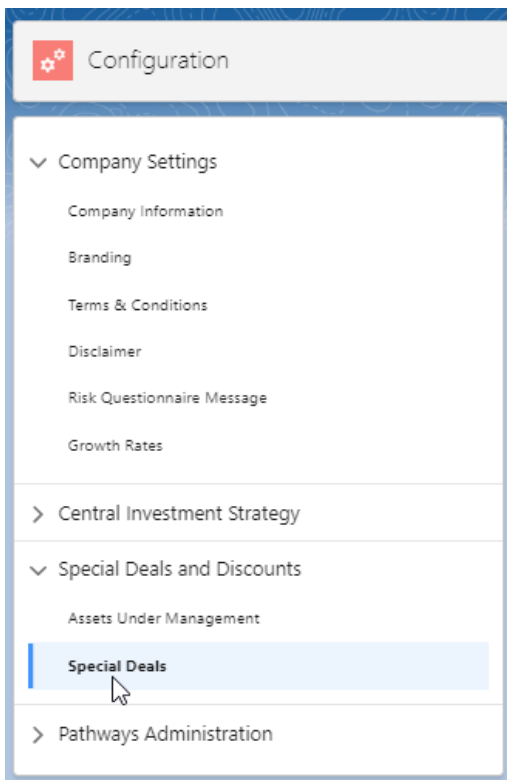 Configuration
Company Settings
Company Information
Branding
Terms & Conditions
Disclaimer
Risk Questionnaire Message
Growth Rates
Central Investment Strategy
Special Deals and Discounts
Assets Under Management
Special Deals
Pathways Administration